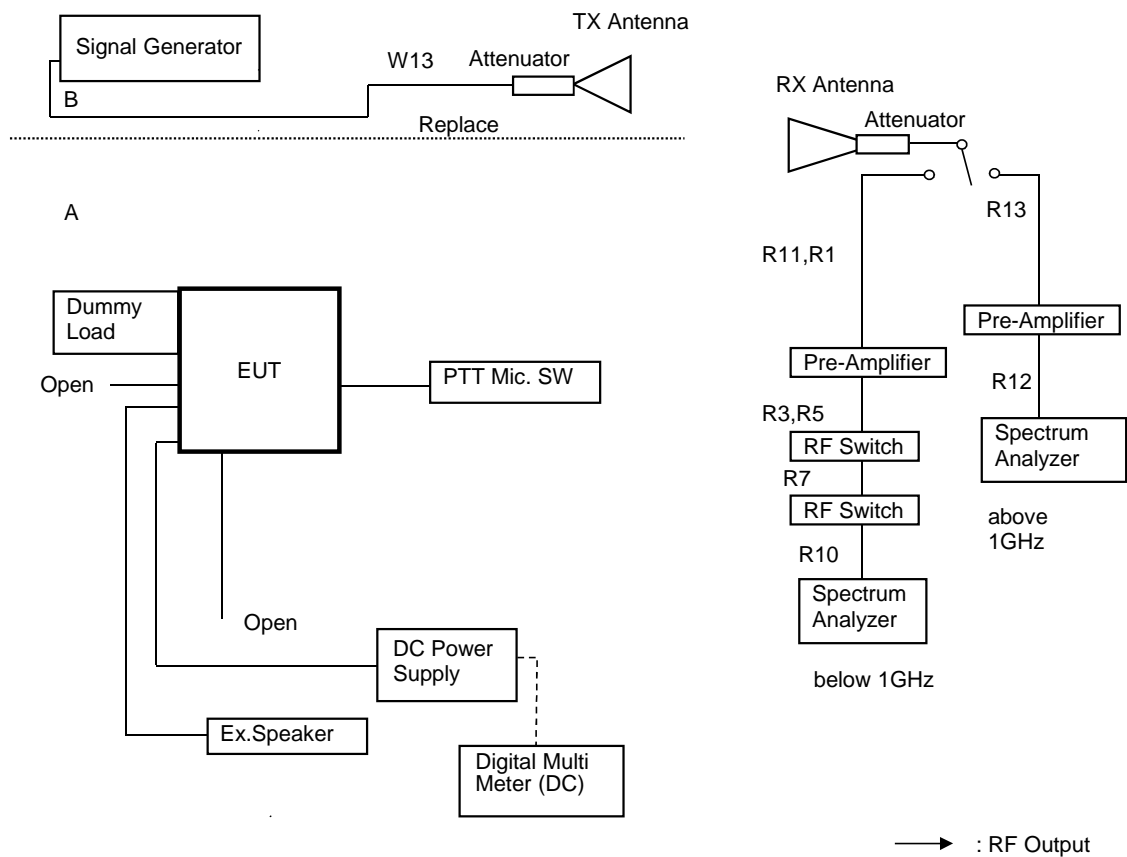 TX Antenna
Signal Generator
W13
Attenuator
B
Replace
RX Antenna
Attenuator
A
R13
R11,R1
Dummy
Load
EUT
Open
PTT Mic. SW
Pre-Amplifier
Pre-Amplifier
R12
R3,R5
RF Switch
Spectrum
Analyzer
R7
RF Switch
above
1GHz
R10
Spectrum
Analyzer
Open
DC Power
Supply
below 1GHz
Ex.Speaker
Digital Multi
Meter (DC)
: RF Output